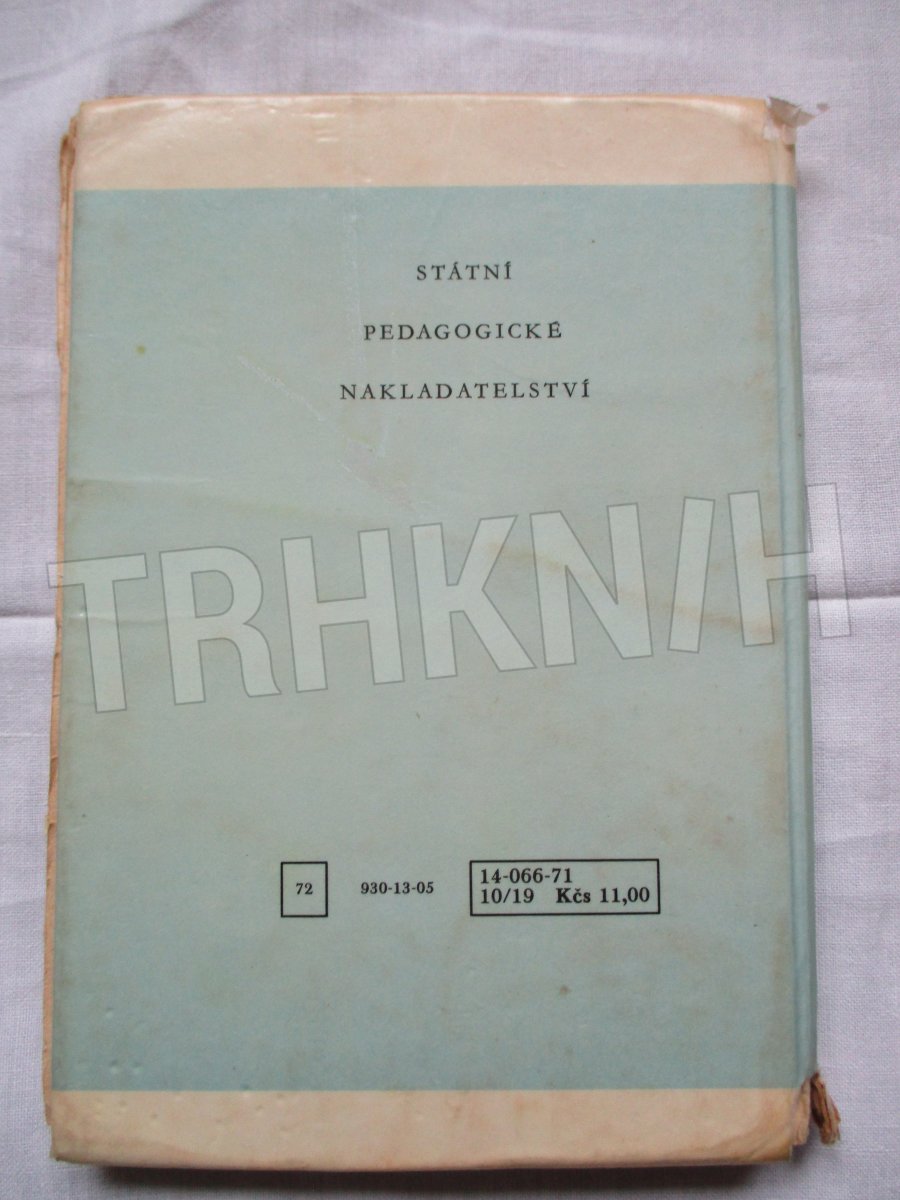 STÁTNÍ
PEDAGOGICKÉ
NAKLADATELSTVÍ
TRHKNIH
72 930-13-05 14-066-71
10/19 Kčs 11,00